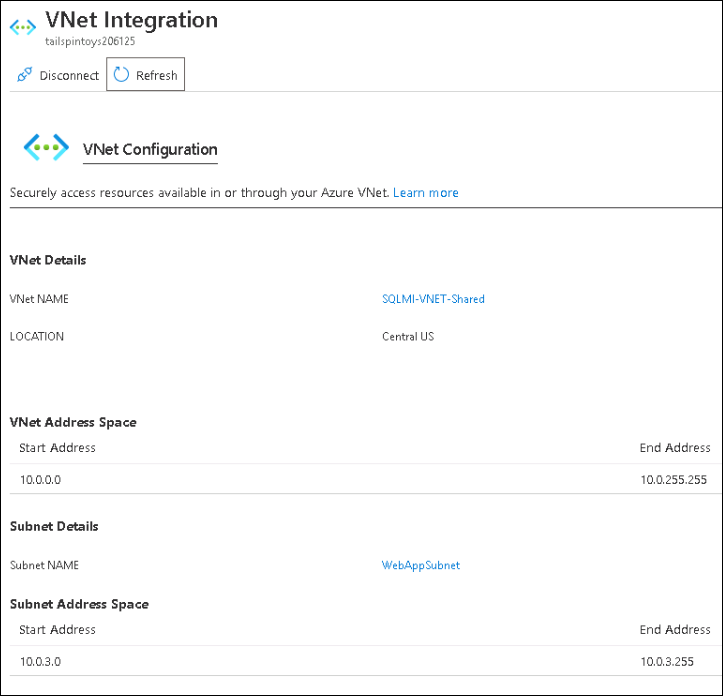 VNet Integration
tailspintoys206125
Disconnect Refresh
VNet Configuration
Securely access resources available in or through your Azure VNet. Learn more
VNet Details
VNet NAME SQLMI-VNET-Shared
LOCATION Central US
VNet Address Space
Start Address End Address
10.0.0.0 10.0.255.255
Subnet Details
Subnet NAME WebAppSubnet
Subnet Address Space
Start Address End Address
10.0.3.0 10.0.3.255